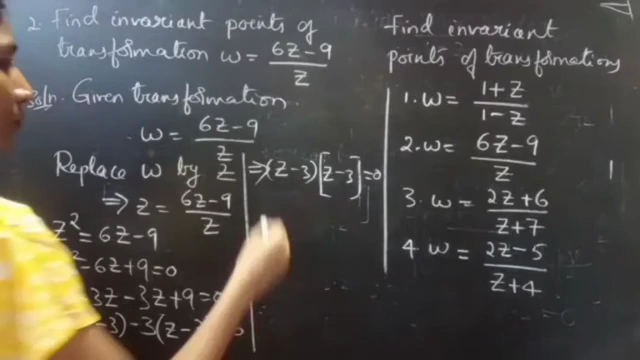 2. Find invariant points of
transformation w = 6z-9/z
Soln. Given transformation.
w = 6z-9/z
Replace w by z
⇒ z = 6z-9/z
z² = 6z-9
² - 6z+9=0
3z-3z+9=0
-3)-3(z-
⇒(z-3)[z-3]=0
Find invariant
points of transformations
1. w = 1+z/1-z
2. w = 6z-9/z
3. w = 2z+6/z+7
4 w = 2z-5/z+4